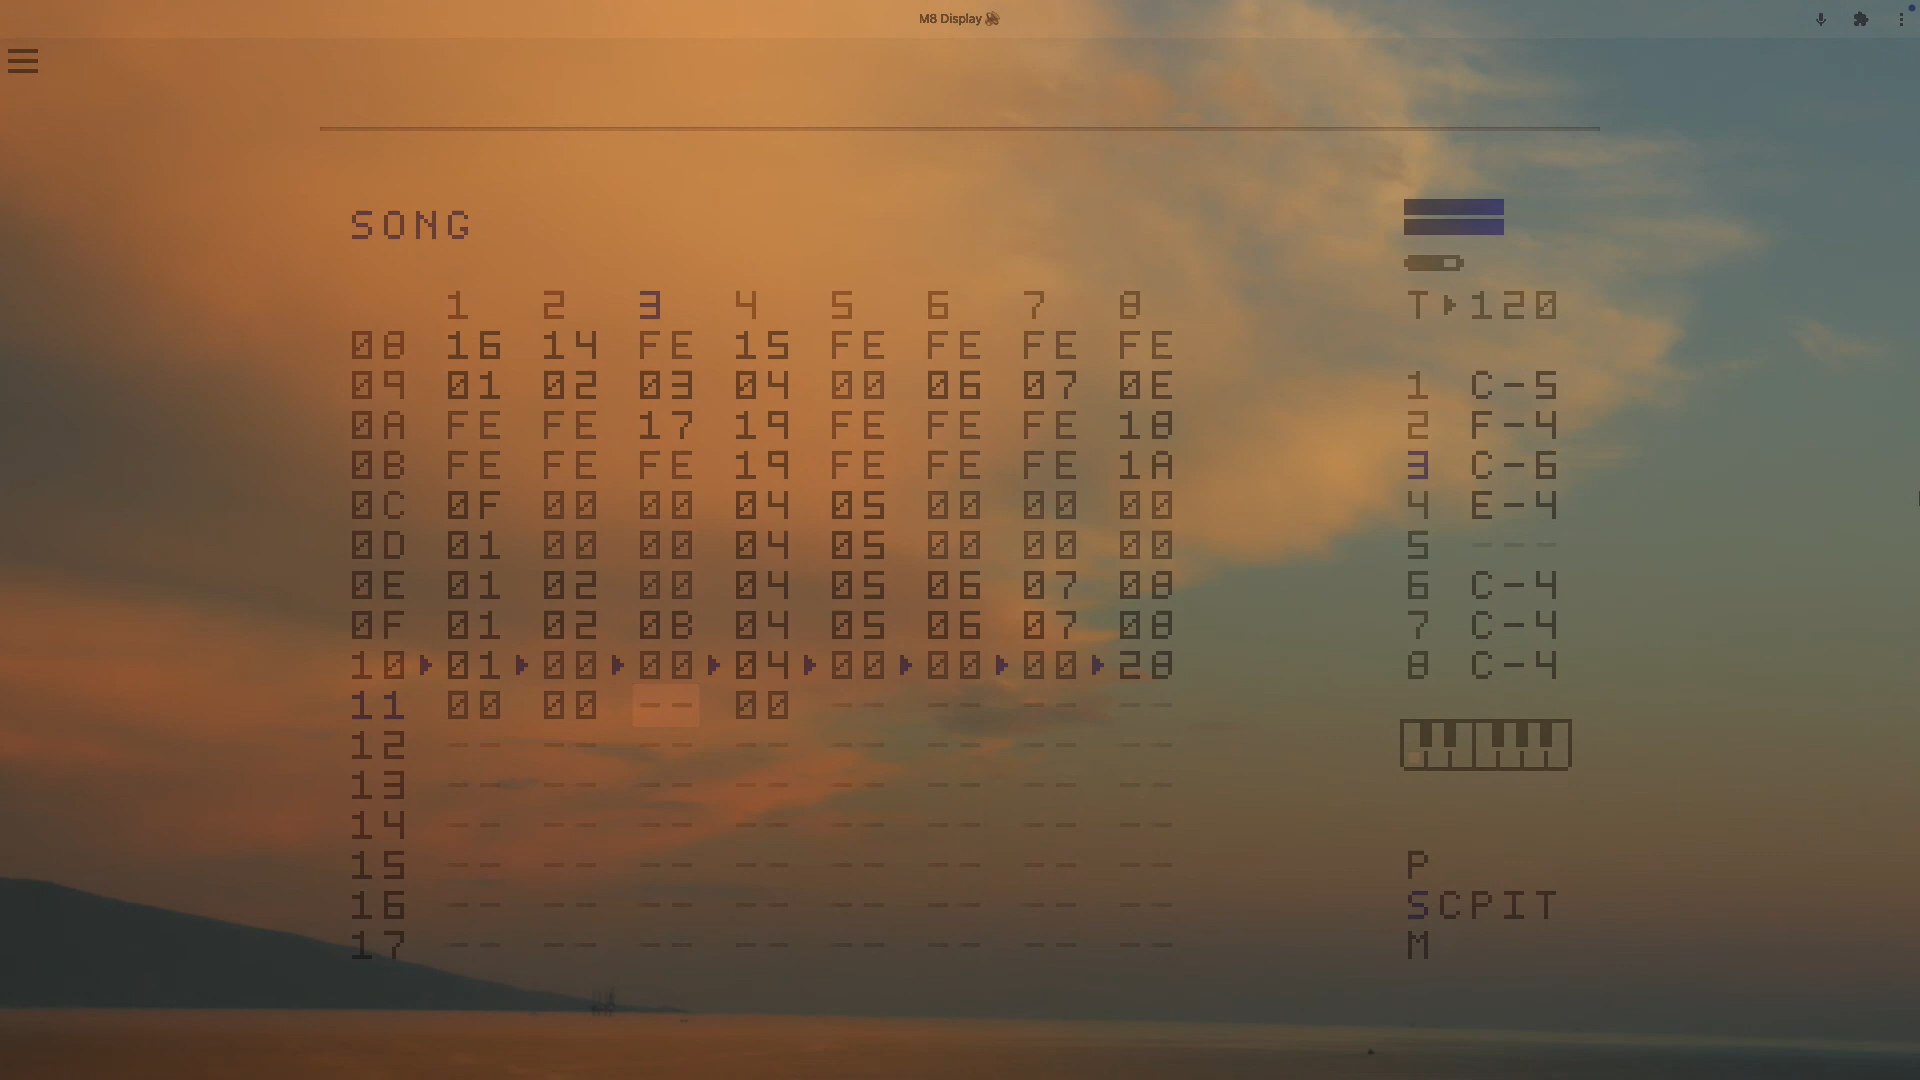 M8 Display
SONG
1 2 3 4 5 6 7 8 T 120
08 16 14 FE 15 FE FE FE FE
09 01 02 03 04 00 06 07 0E 1 C-5
0A FE FE 17 19 FE FE FE 18 2 F-4
0B FE FE FE 19 FE FE FE 1A 3 C-6
0C 0F 00 00 04 05 00 00 00 4 E-4
0D 01 00 00 04 05 00 00 00 5 ---
0E 01 02 00 04 05 06 07 08 6 C-4
0F 01 02 0B 04 05 06 07 08 7 C-4
10 01 00 00 04 00 00 00 28 8 C-4
11 00 00 -- 00 -- -- -- --
12 -- -- -- -- -- -- -- --
13 -- -- -- -- -- -- -- --
14 -- -- -- -- -- -- -- --
15 -- -- -- -- -- -- -- -- P
16 -- -- -- -- -- -- -- -- SCPIT
17 -- -- -- -- -- -- -- -- M